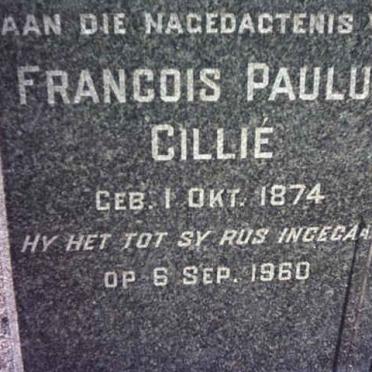 AAN DIE NAGEDACTENIS
FRANCOIS PAULU
CILLIÉ
GEB. 1 OKT. 1874
HY HET TOT SY RUS INGEGA
OP 6 SEP. 1960